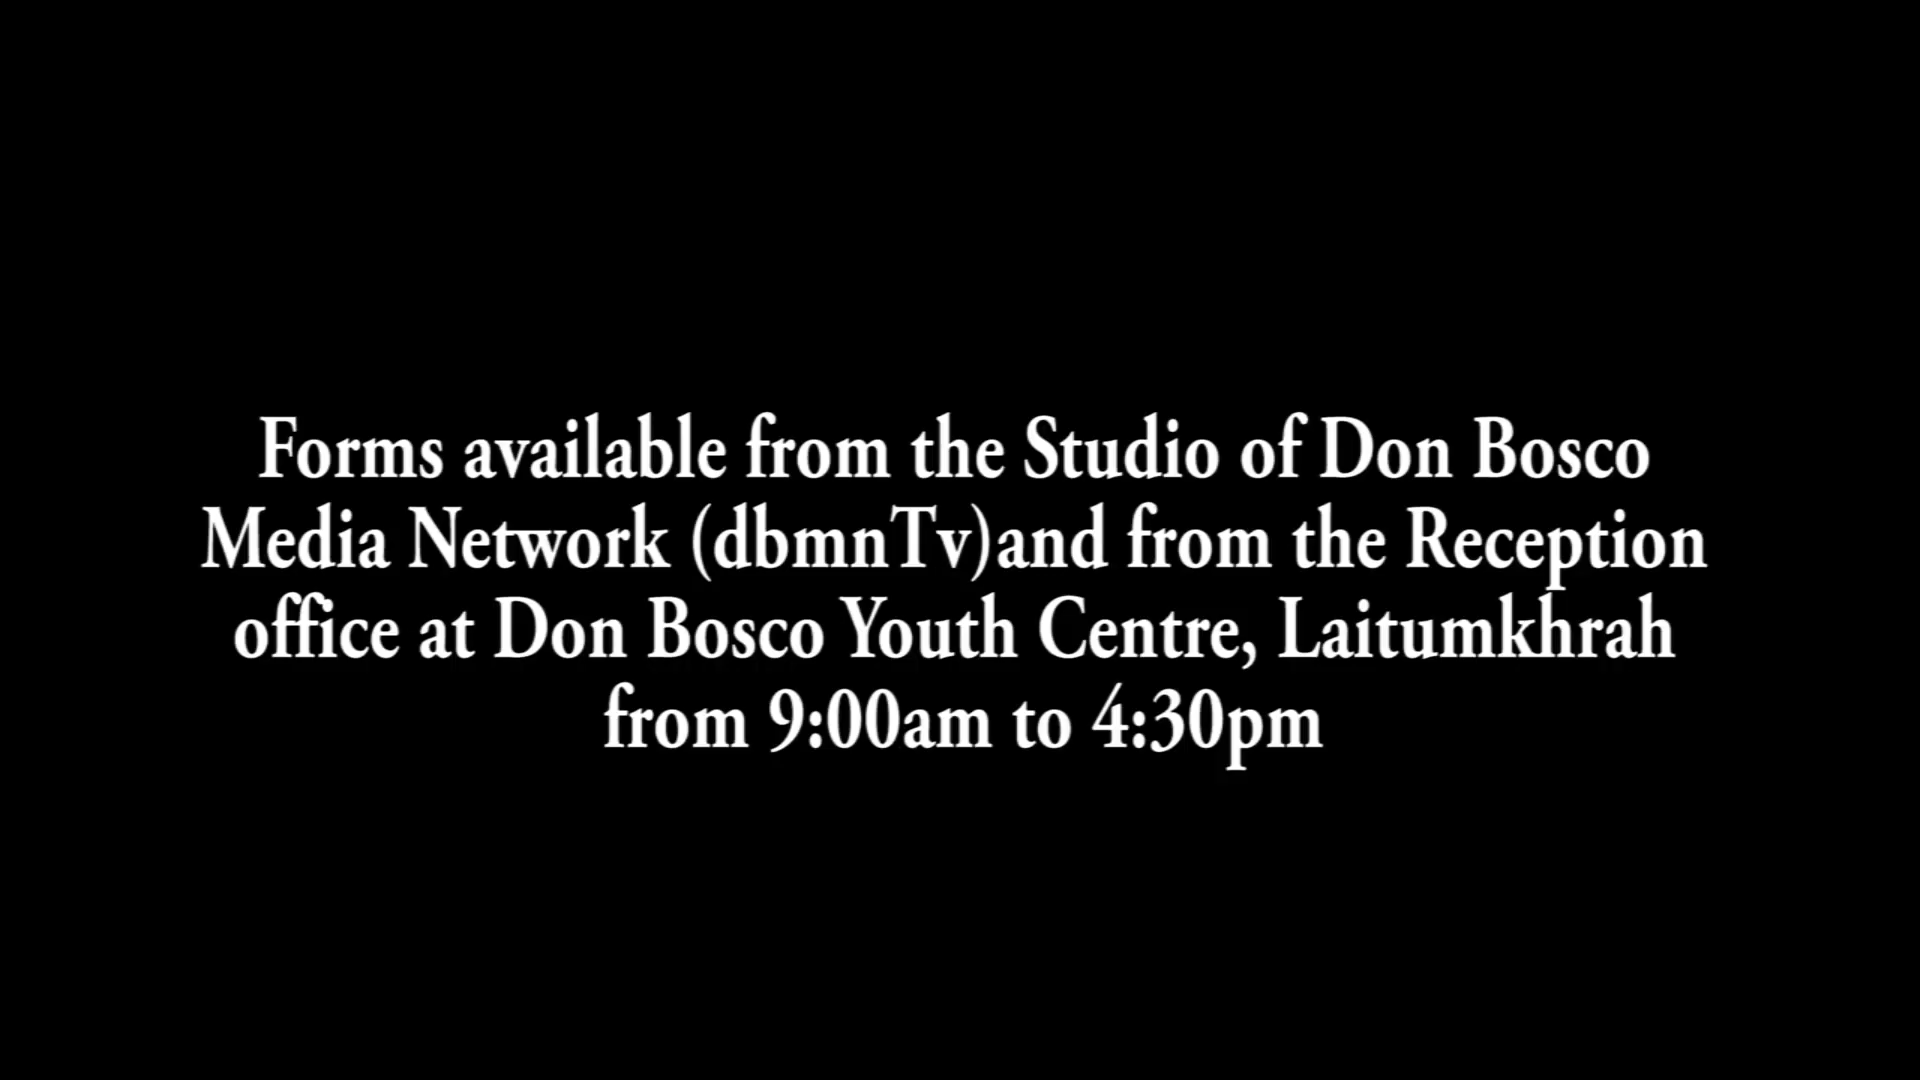 Forms available from the Studio of Don Bosco
Media Network (dbmnTv)and from the Reception
office at Don Bosco Youth Centre, Laitumkhrah
from 9:00am to 4:30pm